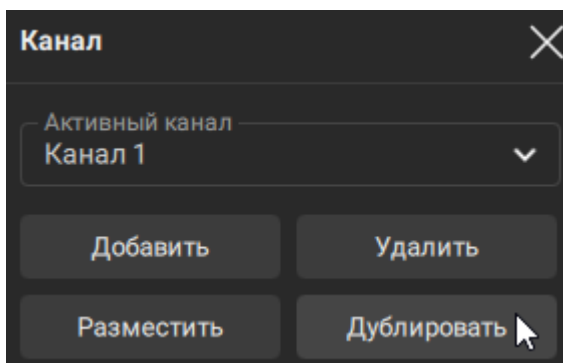 Канал
Активный канал
Канал 1
Добавить Удалить
Разместить Дублировать